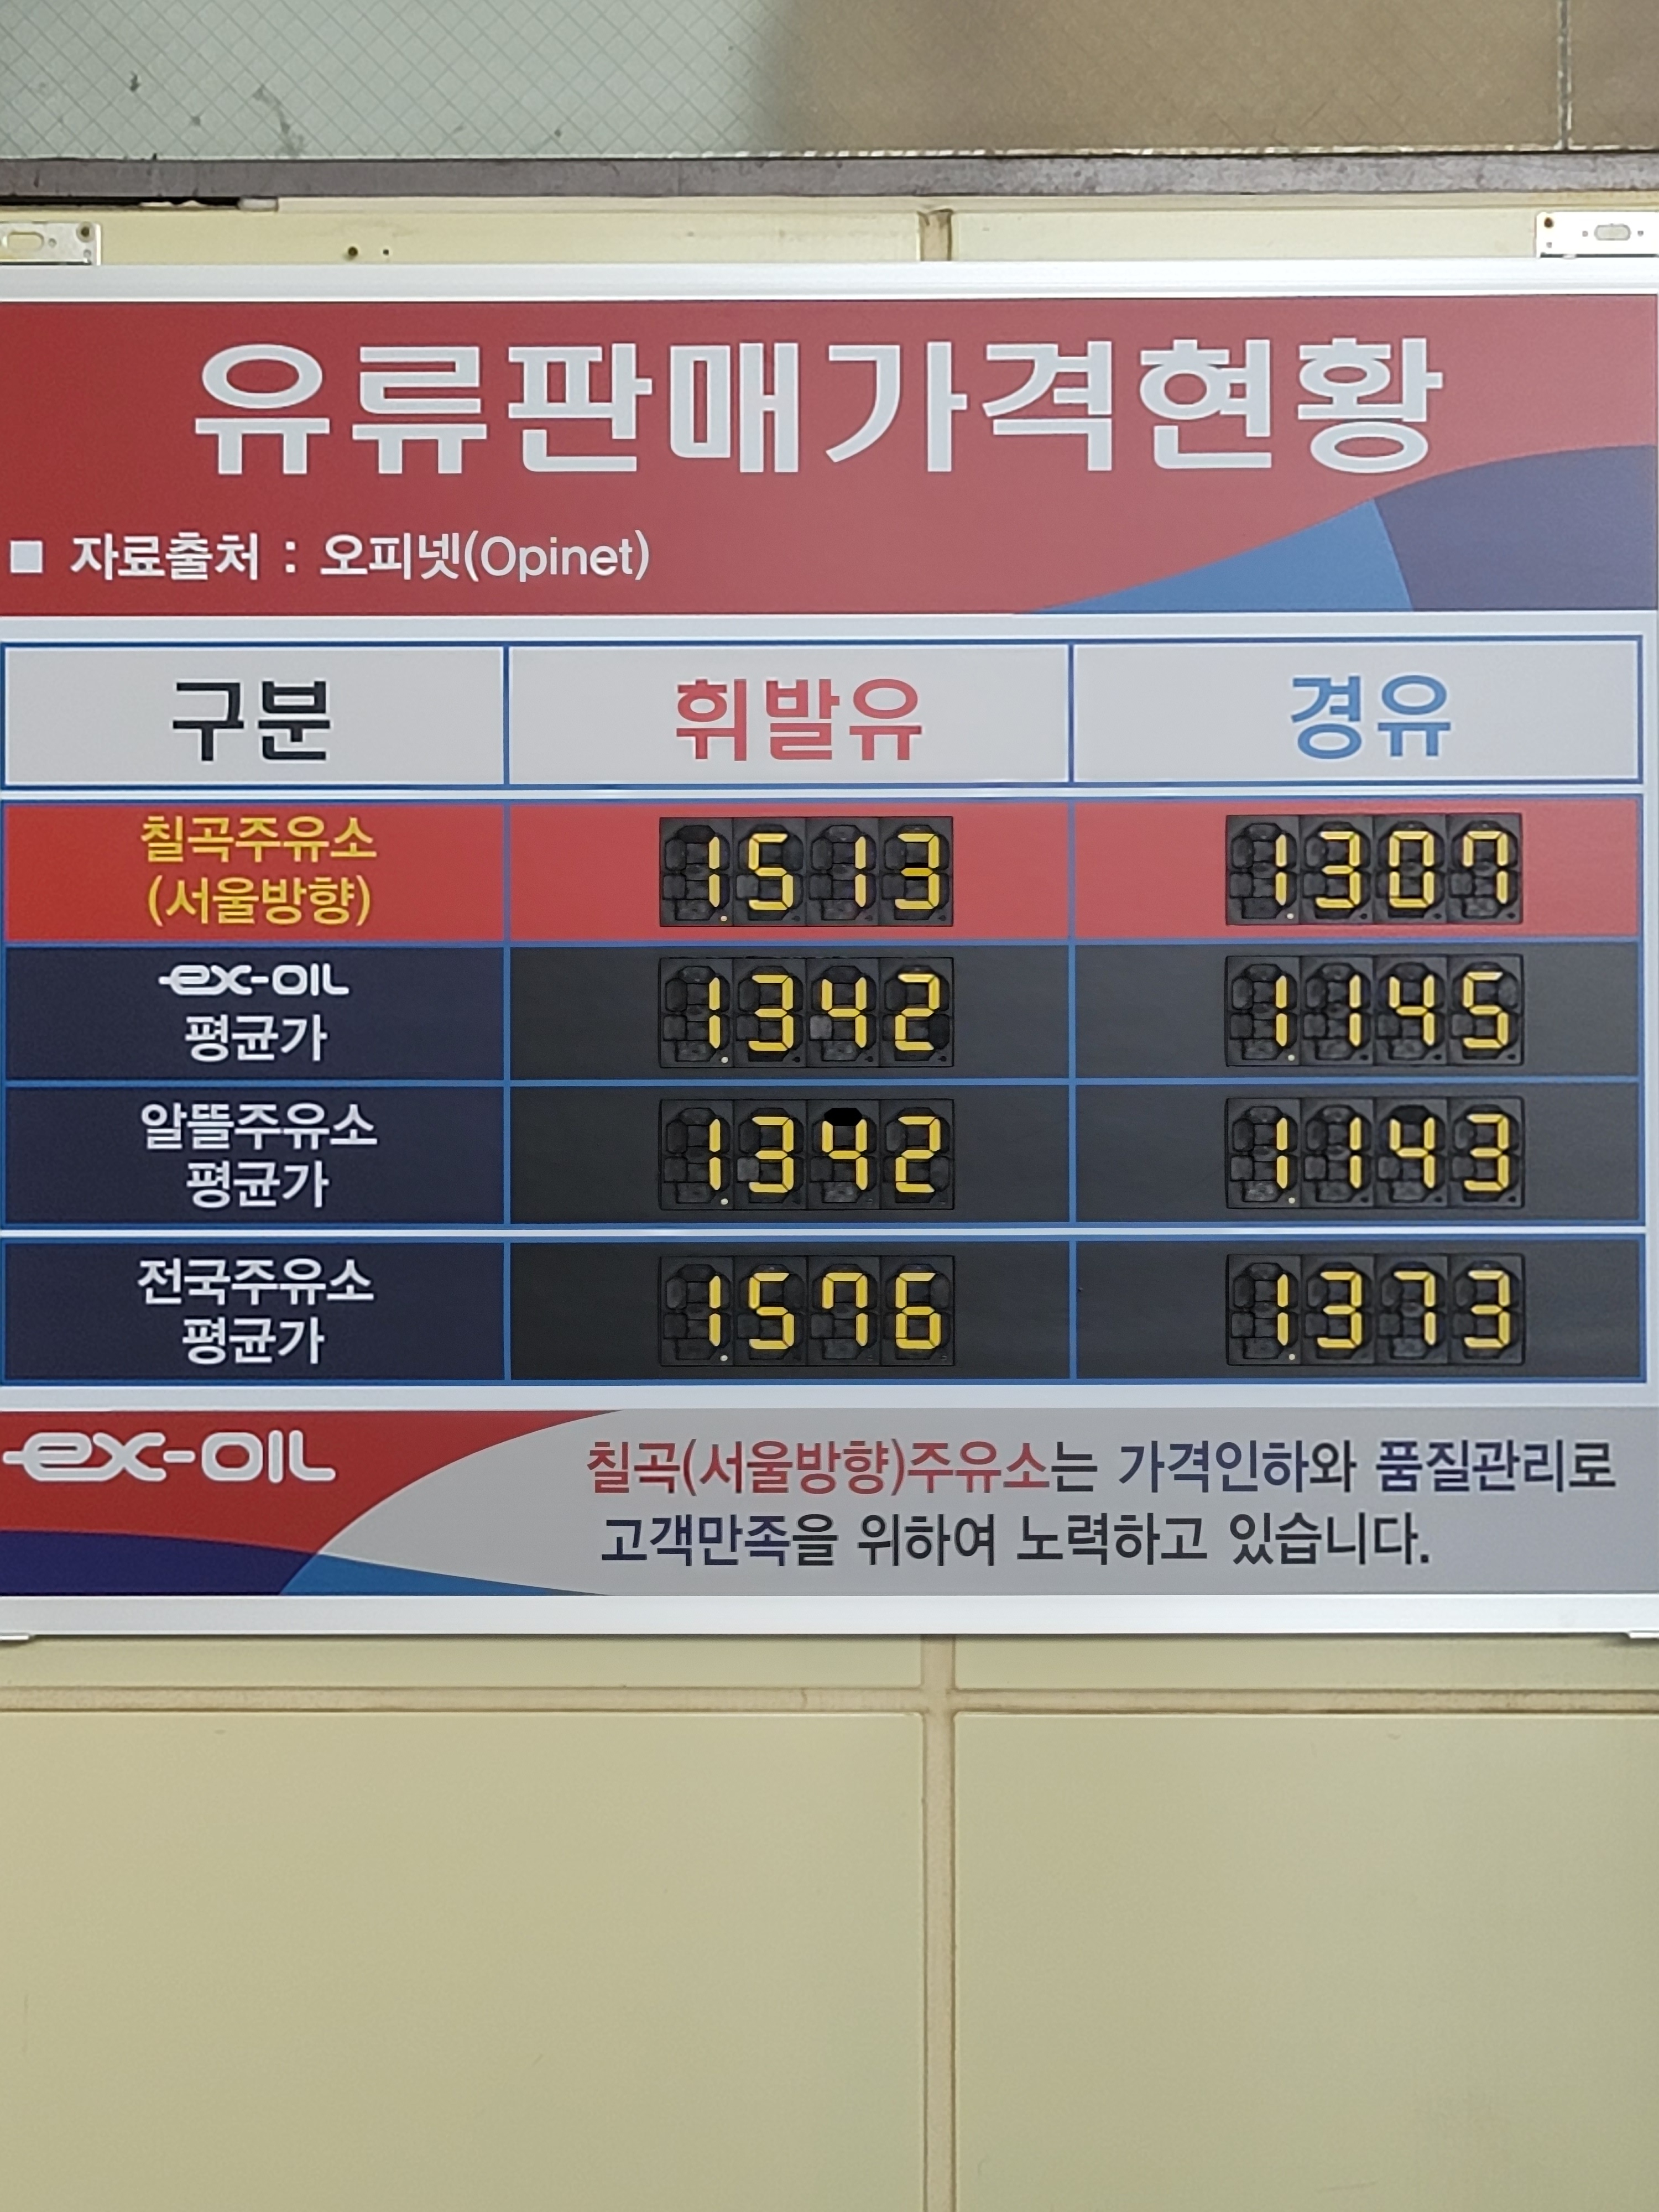 유류판매가격현황
■ 자료출처 : 오피넷(Opinet)
구분 휘발유 경유
칠곡주유소
(서울방향)
1513 1307
ex-OIL
평균가
1342 1145
알뜰주유소
평균가
1342 1143
전국주유소
평균가
1576 1373
ex-OIL
칠곡(서울방향)주유소는 가격인하와 품질관리로
고객만족을 위하여 노력하고 있습니다.